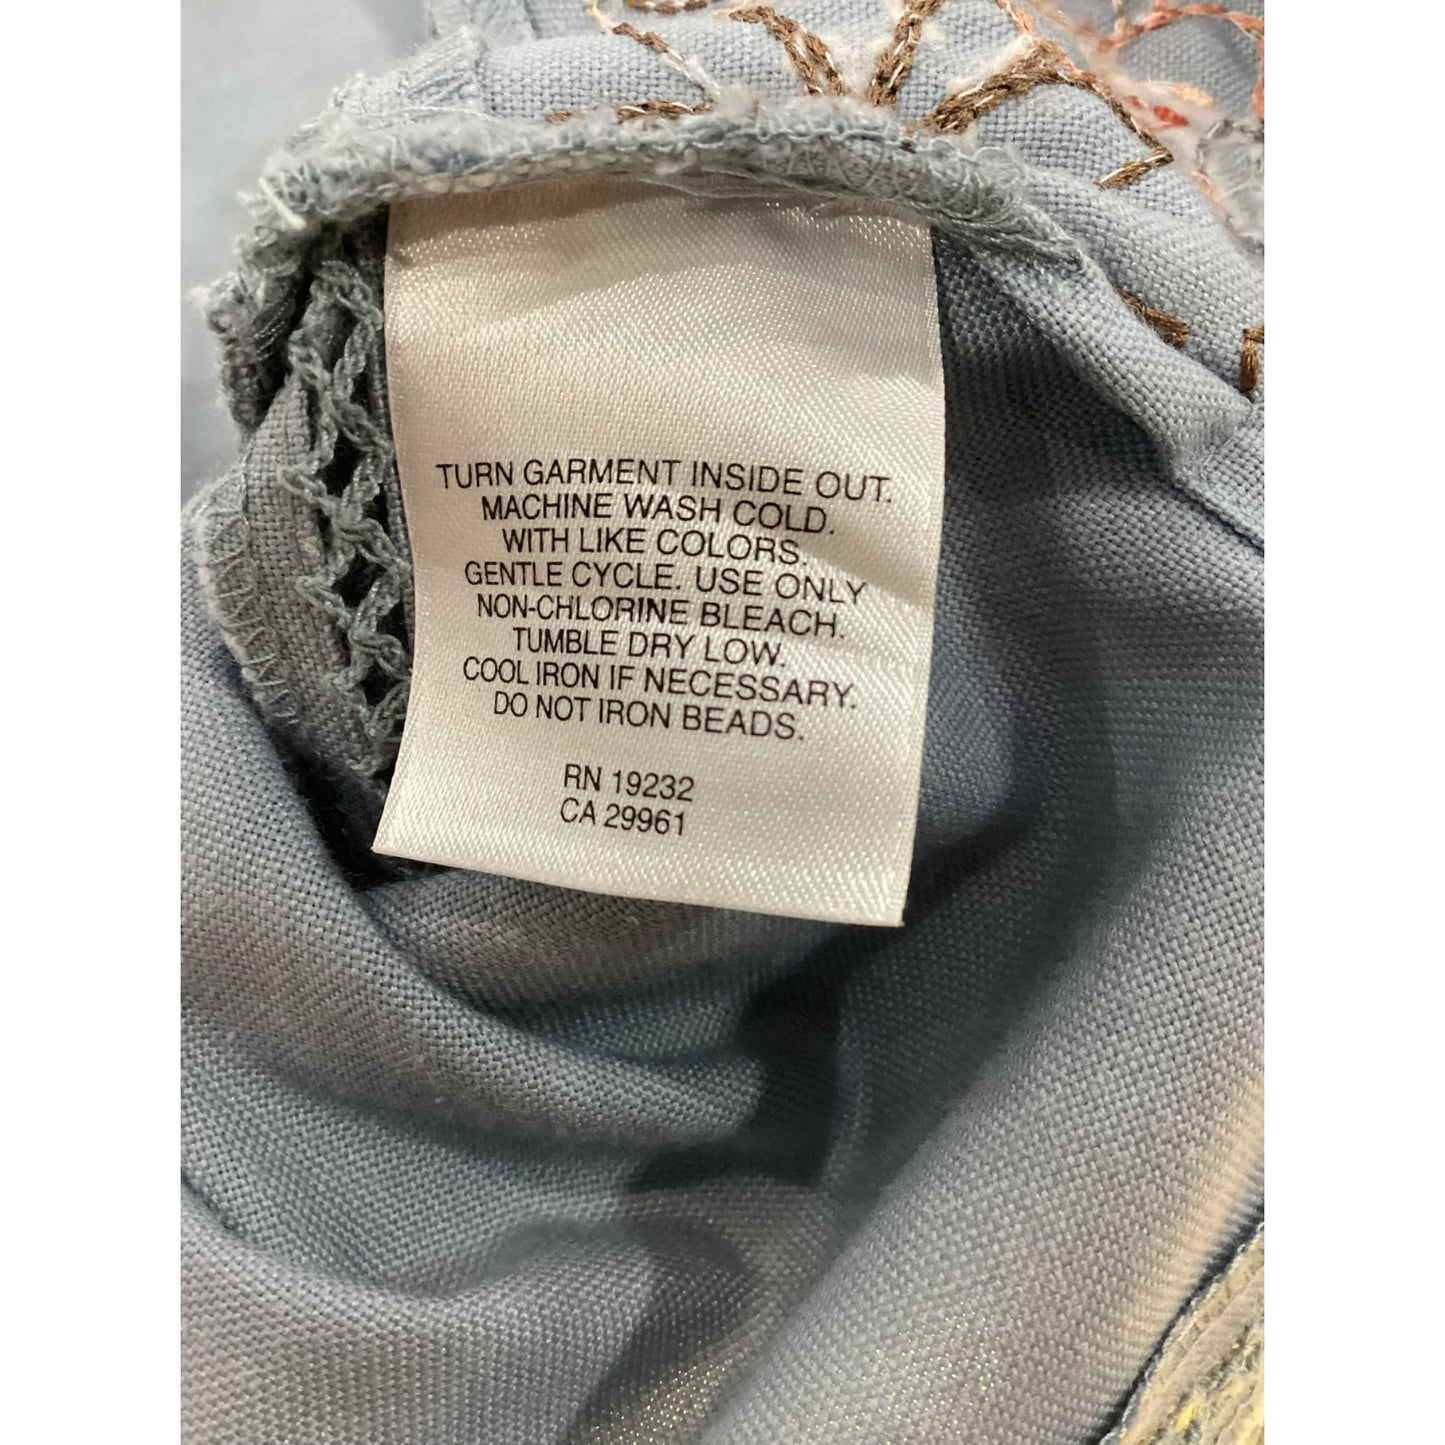 TURN GARMENT INSIDE OUT.
MACHINE WASH COLD.
WITH LIKE COLORS.
GENTLE CYCLE. USE ONLY
NON-CHLORINE BLEACH.
TUMBLE DRY LOW.
COOL IRON IF NECESSARY.
DO NOT IRON BEADS.
RN 19232
CA 29961